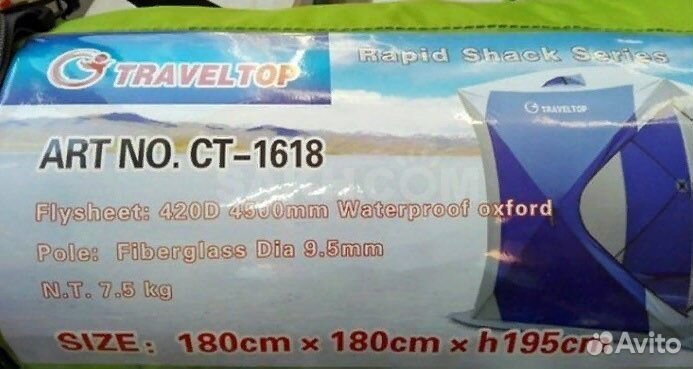 TRAVELTOP
Rapid Shack Series
TRAVELTOP
ART NO. CT-1618
Flysheet: 420D 4500mm Waterproof oxford
Pole: Fiberglass Dia 9.5mm
N.T. 7.5 kg
SIZE: 180cm × 180cm × h195cm
Avito